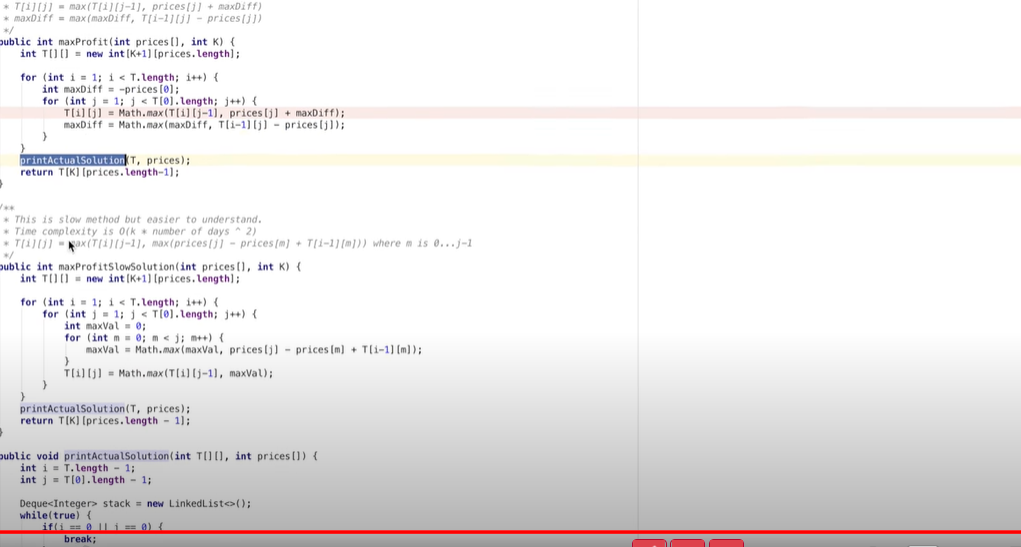 * T[i][j] = max(T[i][j-1], prices[j] + maxDiff)
* maxDiff = max(maxDiff, T[i-1][j] - prices[j])
*/
public int maxProfit(int prices[], int K) {
int T[][] = new int[K+1][prices.length];
for (int i = 1; i < T.length; i++) {
int maxDiff = -prices[0];
for (int j = 1; j < T[0].length; j++) {
T[i][j] = Math.max(T[i][j-1], prices[j] + maxDiff);
maxDiff = Math.max(maxDiff, T[i-1][j] - prices[j]);
}
}
printActualSolution(T, prices);
return T[K][prices.length-1];
}
/**
* This is slow method but easier to understand.
* Time complexity is O(k * number of days ^ 2)
* T[i][j] = max(T[i][j-1], max(prices[j] - prices[m] + T[i-1][m])) where m is 0...j-1
*/
public int maxProfitSlowSolution(int prices[], int K) {
int T[][] = new int[K+1][prices.length];
for (int i = 1; i < T.length; i++) {
for (int j = 1; j < T[0].length; j++) {
int maxVal = 0;
for (int m = 0; m < j; m++) {
maxVal = Math.max(maxVal, prices[j] - prices[m] + T[i-1][m]);
}
T[i][j] = Math.max(T[i][j-1], maxVal);
}
}
printActualSolution(T, prices);
return T[K][prices.length - 1];
}
public void printActualSolution(int T[][], int prices[]) {
int i = T.length - 1;
int j = T[0].length - 1;
Deque<Integer> stack = new LinkedList<>();
while(true) {
if(i == 0 || j == 0) {
break;